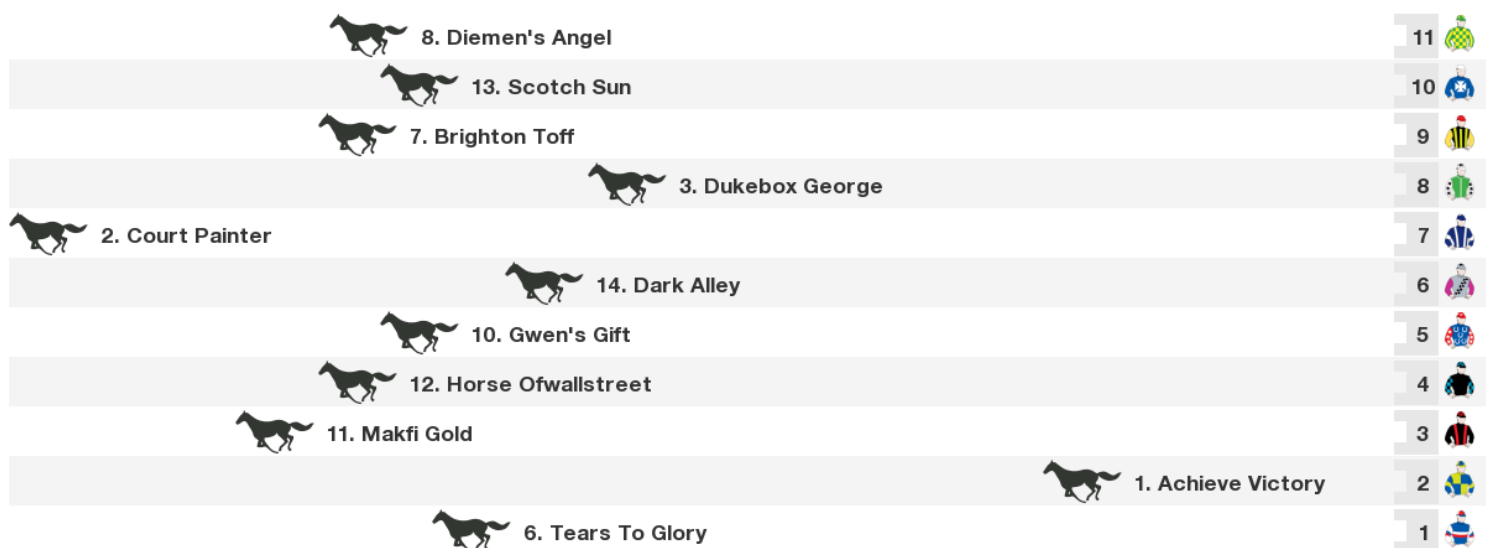 8. Diemen's Angel 11
13. Scotch Sun 10
7. Brighton Toff 9
3. Dukebox George 8
2. Court Painter 7
14. Dark Alley 6
10. Gwen's Gift 5
12. Horse Ofwallstreet 4
11. Makfi Gold 3
1. Achieve Victory 2
6. Tears To Glory 1